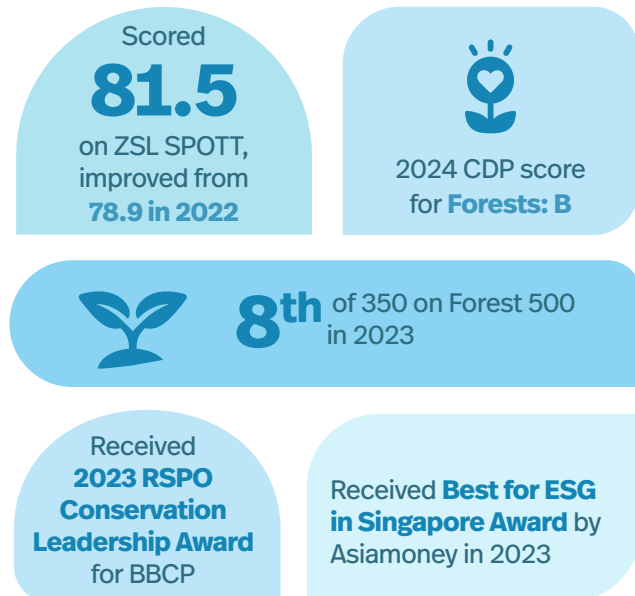 Scored
81.5
on ZSL SPOTT,
improved from
78.9 in 2022
2024 CDP score
for Forests: B
8th of 350 on Forest 500
in 2023
Received
2023 RSPO
Conservation
Leadership Award
for BBCP
Received Best for ESG
in Singapore Award by
Asiamoney in 2023